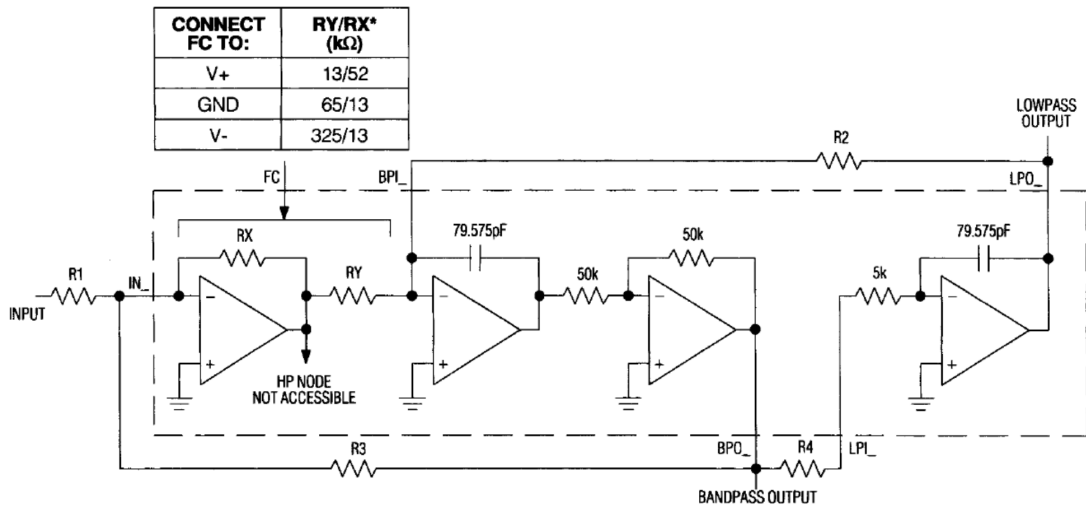 CONNECT FC TO: RY/RX* (kΩ)
V+ 13/52
GND 65/13
V- 325/13
LOWPASS
OUTPUT
R2
FC
BPI_
LPO_
RX
79.575pF
50k
79.575pF
R1
IN_
RY
50k
5k
INPUT
−
−
−
−
+
+
+
+
HP NODE
NOT ACCESSIBLE
R3
BPO_
R4
LPI_
BANDPASS OUTPUT